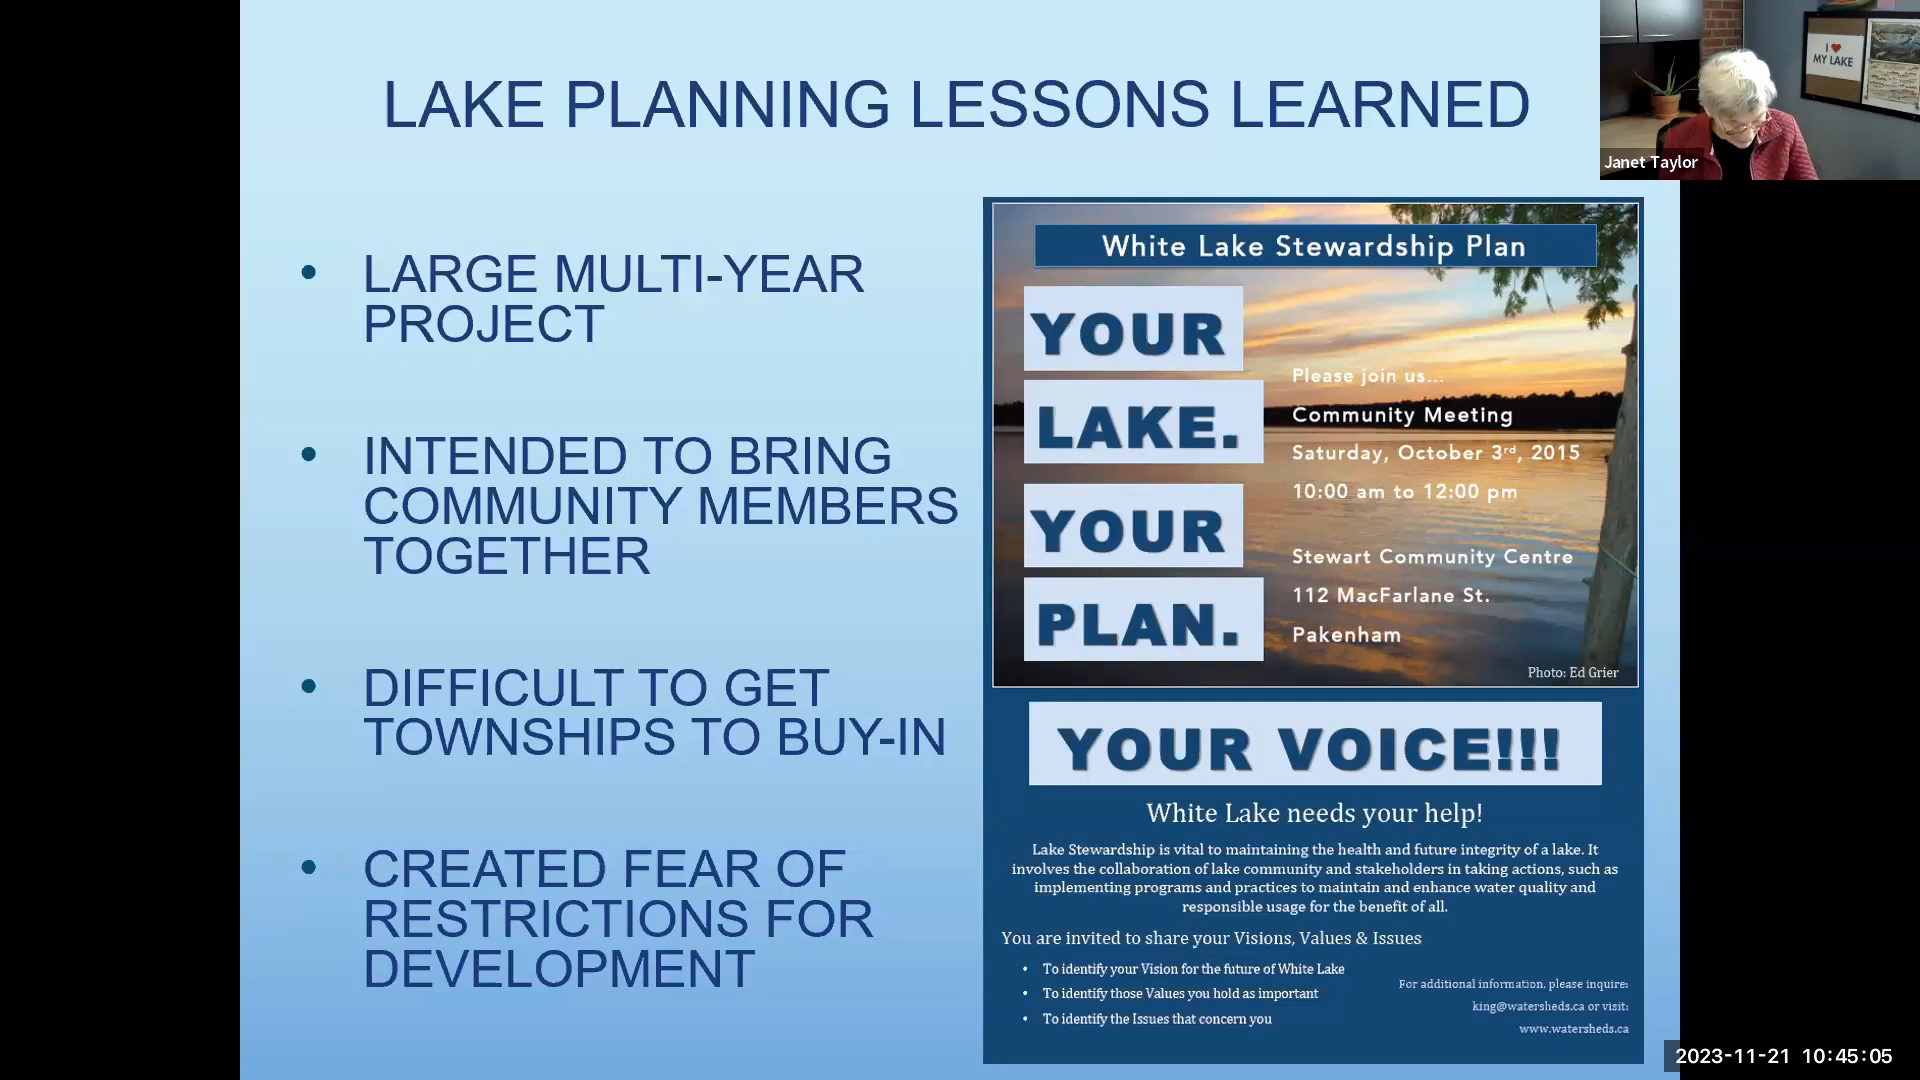 LAKE PLANNING LESSONS LEARNED
I ♥
MY LAKE
Janet Taylor
• LARGE MULTI-YEAR
PROJECT
• INTENDED TO BRING
COMMUNITY MEMBERS
TOGETHER
• DIFFICULT TO GET
TOWNSHIPS TO BUY-IN
• CREATED FEAR OF
RESTRICTIONS FOR
DEVELOPMENT
White Lake Stewardship Plan
YOUR
LAKE.
YOUR
PLAN.
Please join us...
Community Meeting
Saturday, October 3rd, 2015
10:00 am to 12:00 pm
Stewart Community Centre
112 MacFarlane St.
Pakenham
Photo: Ed Grier
YOUR VOICE!!!
White Lake needs your help!
Lake Stewardship is vital to maintaining the health and future integrity of a lake. It
involves the collaboration of lake community and stakeholders in taking actions, such as
implementing programs and practices to maintain and enhance water quality and
responsible usage for the benefit of all.
You are invited to share your Visions, Values & Issues
• To identify your Vision for the future of White Lake
• To identify those Values you hold as important
• To identify the Issues that concern you
For additional information, please inquire:
king@watersheds.ca or visit:
www.watersheds.ca
2023-11-21 10:45:05